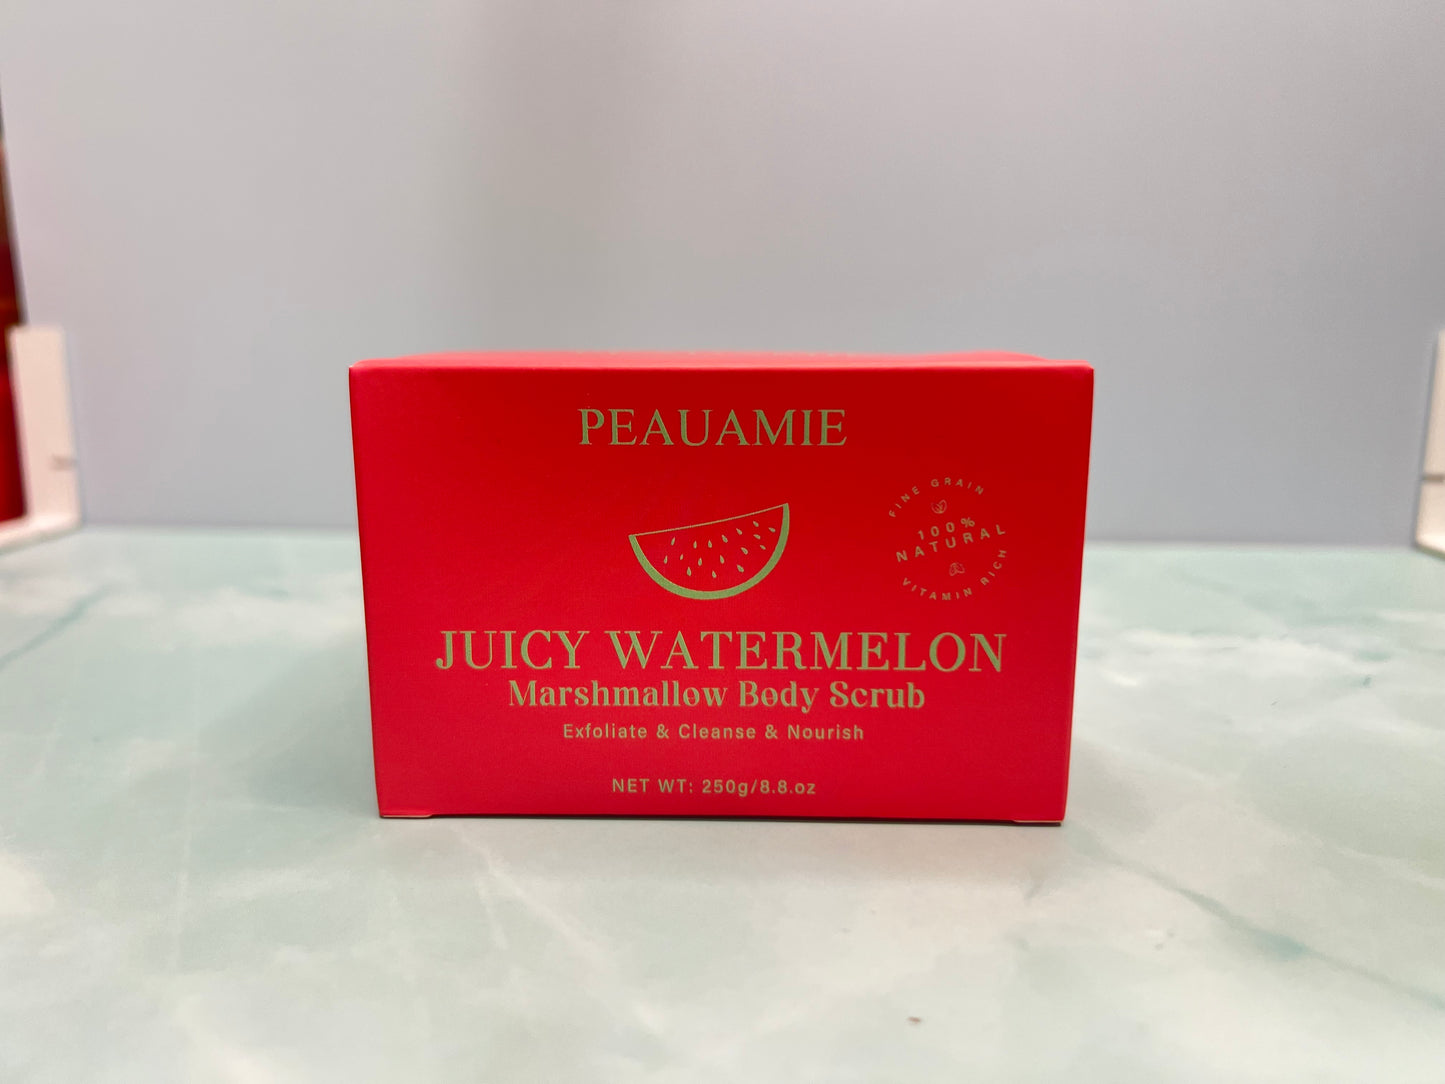 PEAUAMIE
FINE GRAIN
100%
NATURAL
VITAMIN RICH
JUICY WATERMELON
Marshmallow Body Scrub
Exfoliate & Cleanse & Nourish
NET WT: 250g/8.8.oz